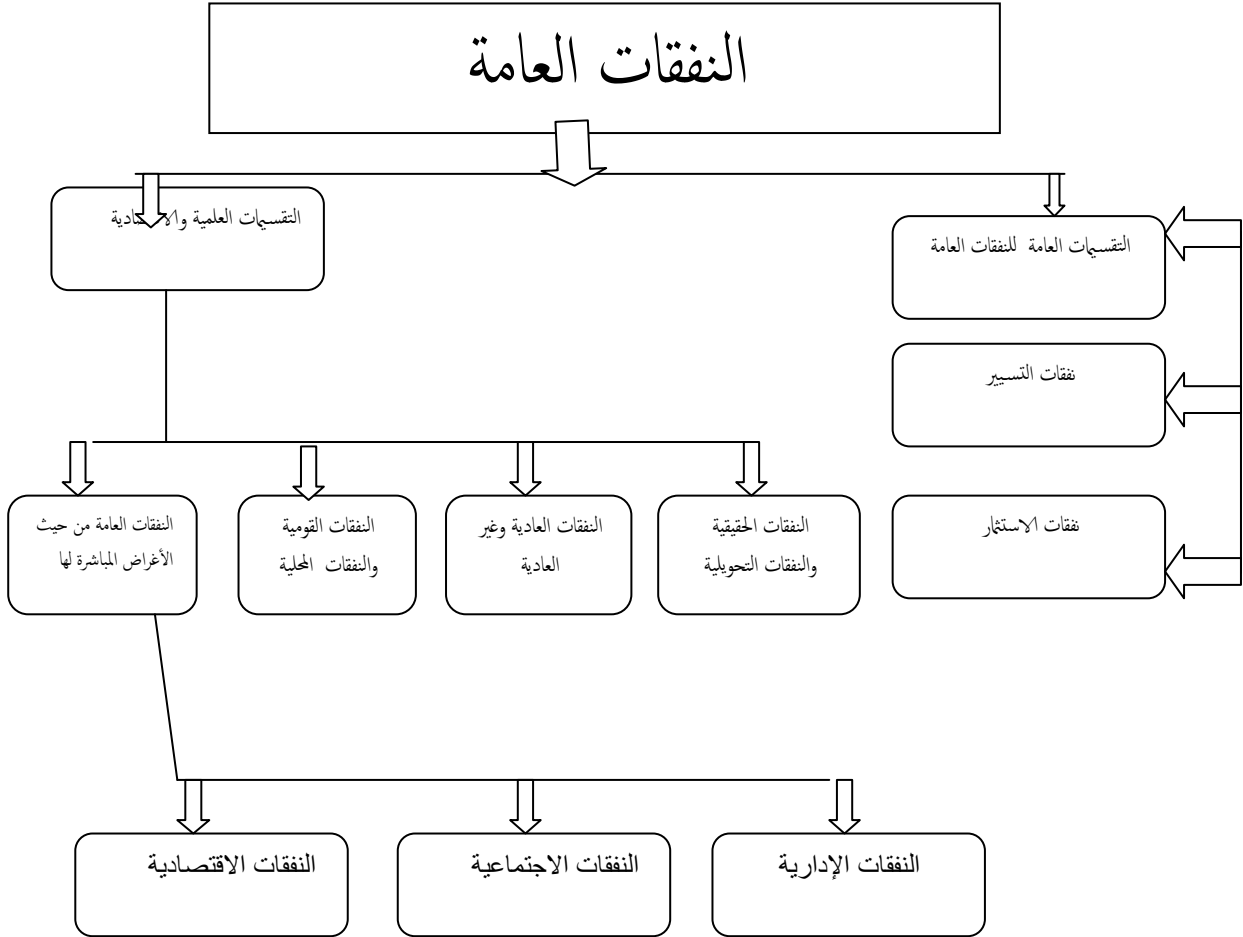 النفقات العامة
التقسيمات العامة للنفقات العامة
نفقات التسيير
نفقات الاستثمار
التقسيمات العلمية
النفقات الحقيقية
والنفقات التحويلية
النفقات العادية وغير
العادية
النفقات القومية
والنفقات المحلية
النفقات العامة من حيث
الأغراض المباشرة لها
النفقات الإدارية
النفقات الاجتماعية
النفقات الاقتصادية